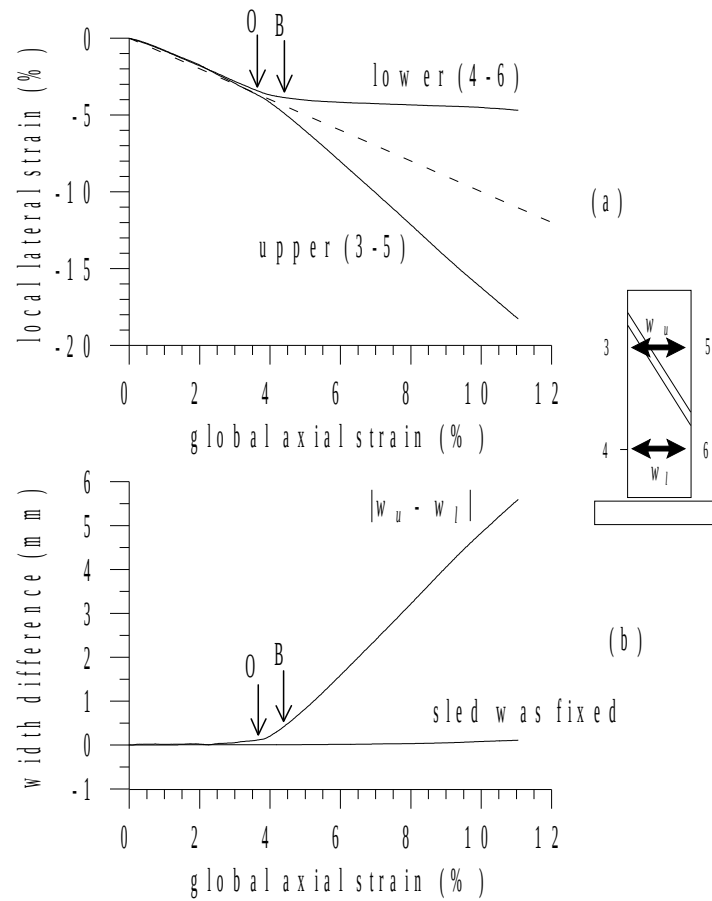 O B
0
-5
-10
-15
-20
local lateral strain (%)
lower (4-6)
upper (3-5)
(a)
0 2 4 6 8 10 12
global axial strain (%)
w u
3 5
4 6
w l
6
5
4
3
2
1
0
-1
width difference (mm)
|w u - w l|
O B
sled was fixed
(b)
0 2 4 6 8 10 12
global axial strain (%)